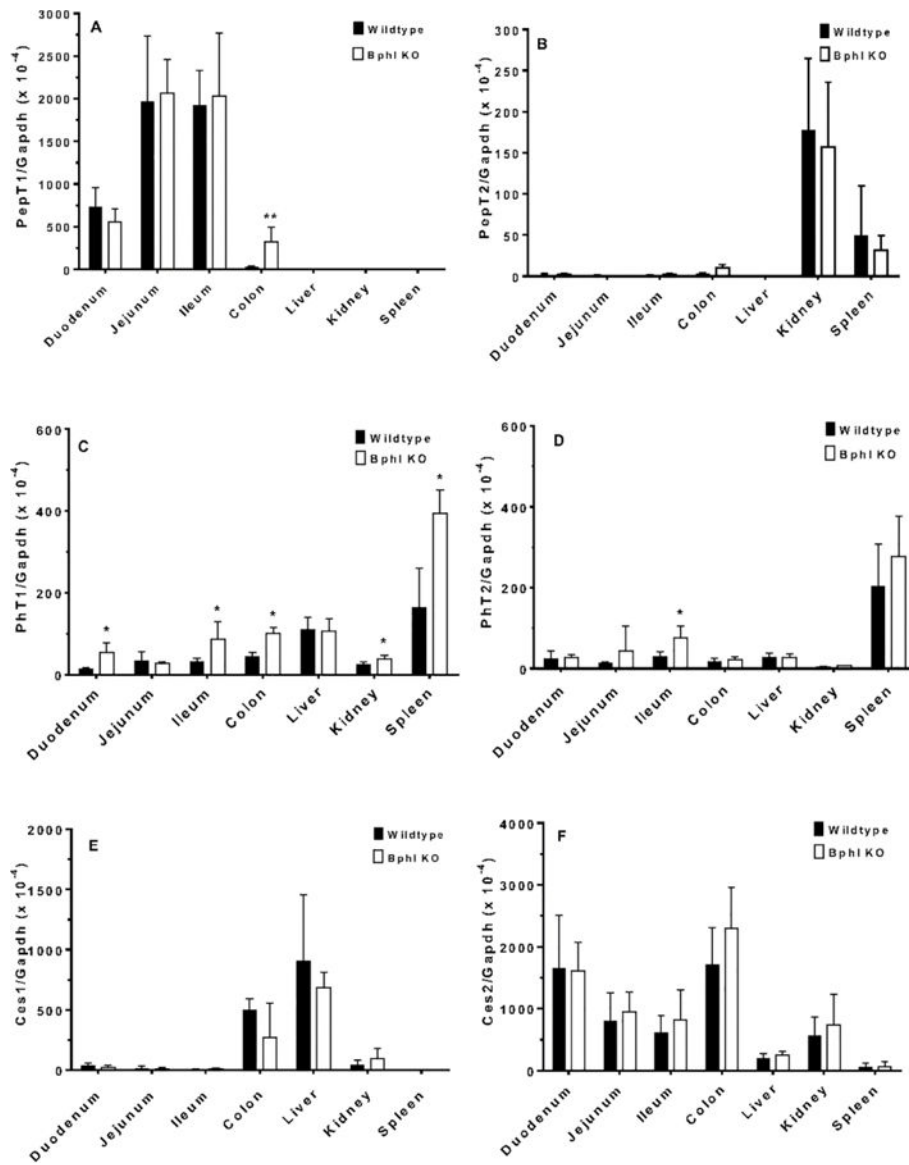 A
Wildtype
Bphl KO
PepT1/Gapdh (x 10⁻⁴)
3000
2500
2000
1500
1000
500
0
**
Duodenum
Jejunum
Ileum
Colon
Liver
Kidney
Spleen
B
Wildtype
Bphl KO
PepT2/Gapdh (x 10⁻⁴)
300
250
200
150
100
50
0
Duodenum
Jejunum
Ileum
Colon
Liver
Kidney
Spleen
C
Wildtype
Bphl KO
PhT1/Gapdh (x 10⁻⁴)
600
400
200
0
*
*
*
*
*
Duodenum
Jejunum
Ileum
Colon
Liver
Kidney
Spleen
D
Wildtype
Bphl KO
PhT2/Gapdh (x 10⁻⁴)
600
400
200
0
*
Duodenum
Jejunum
Ileum
Colon
Liver
Kidney
Spleen
E
Wildtype
Bphl KO
Ces1/Gapdh (x 10⁻⁴)
2000
1500
1000
500
0
Duodenum
Jejunum
Ileum
Colon
Liver
Kidney
Spleen
F
Wildtype
Bphl KO
Ces2/Gapdh (x 10⁻⁴)
4000
3000
2000
1000
0
Duodenum
Jejunum
Ileum
Colon
Liver
Kidney
Spleen